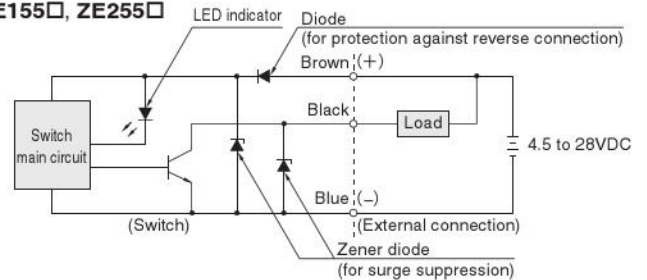 E155□, ZE255□
LED indicator
Diode
(for protection against reverse connection)
Brown (+)
Black
Load
Switch
main circuit
4.5 to 28VDC
Blue (−)
(Switch)
(External connection)
Zener diode
(for surge suppression)